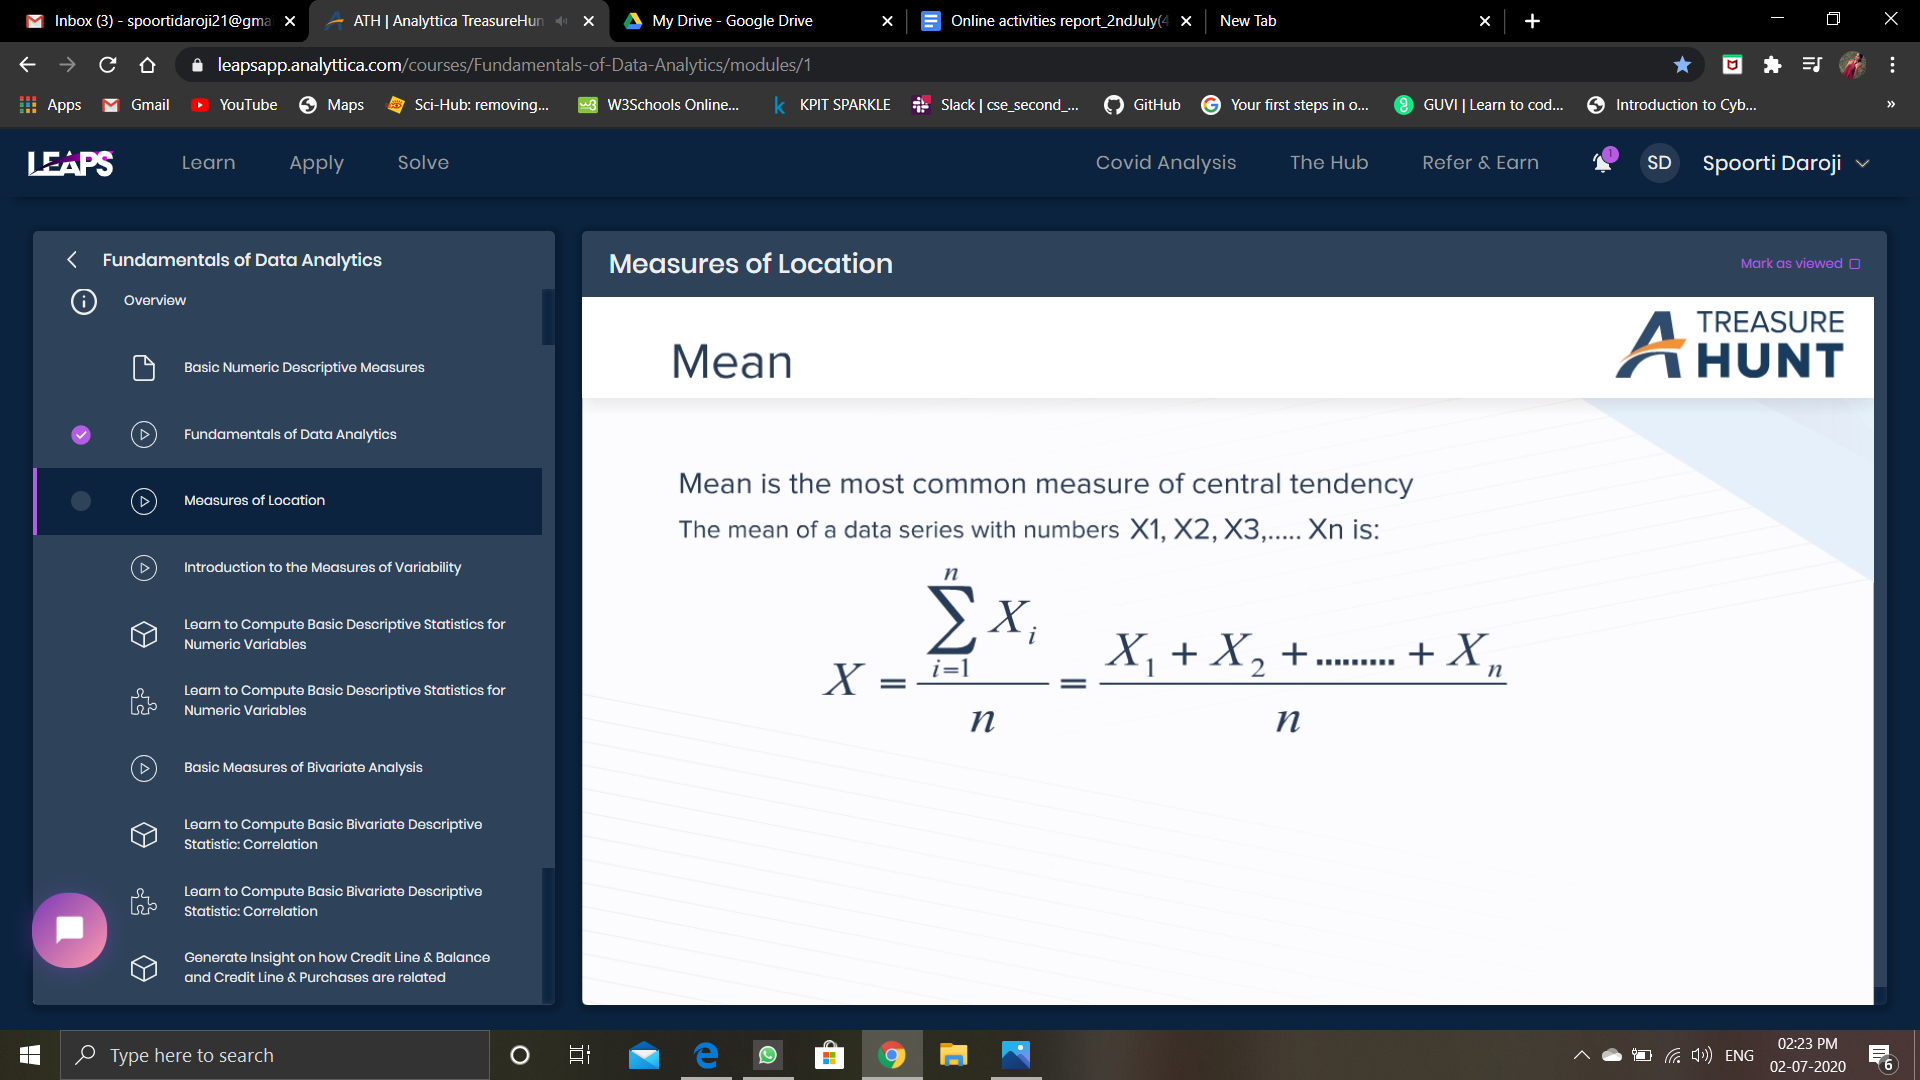 Inbox (3) - spoortidaroji21@gma
ATH | Analyttica TreasureHun
My Drive - Google Drive
Online activities report_2ndJuly(4
New Tab
leapsapp.analyttica.com/courses/Fundamentals-of-Data-Analytics/modules/1
Apps
Gmail
YouTube
Maps
Sci-Hub: removing...
W3Schools Online...
KPIT SPARKLE
Slack | cse_second_...
GitHub
Your first steps in o...
GUVI | Learn to cod...
Introduction to Cyb...
»
LEAPS
Learn
Apply
Solve
Covid Analysis
The Hub
Refer & Earn
1
SD
Spoorti Daroji
Fundamentals of Data Analytics
Overview
Basic Numeric Descriptive Measures
Fundamentals of Data Analytics
Measures of Location
Introduction to the Measures of Variability
Learn to Compute Basic Descriptive Statistics for
Numeric Variables
Learn to Compute Basic Descriptive Statistics for
Numeric Variables
Basic Measures of Bivariate Analysis
Learn to Compute Basic Bivariate Descriptive
Statistic: Correlation
Learn to Compute Basic Bivariate Descriptive
Statistic: Correlation
Generate Insight on how Credit Line & Balance
and Credit Line & Purchases are related
Measures of Location
Mark as viewed
Mean
TREASURE
HUNT
Mean is the most common measure of central tendency
The mean of a data series with numbers X1, X2, X3,..... Xn is:
X = ∑ⁿᵢ₌₁ Xᵢ / n = X₁ + X₂ + ......... + Xₙ / n
Type here to search
ENG
02:23 PM
02-07-2020
6